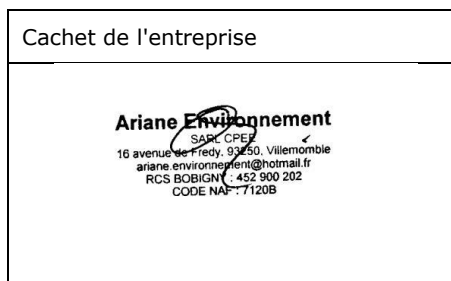 Cachet de l'entreprise
Ariane Environnement
SARL CPEE
16 avenue de Fredy. 93250. Villemomble
ariane.environnement@hotmail.fr
RCS BOBIGNY : 452 900 202
CODE NAF : 7120B